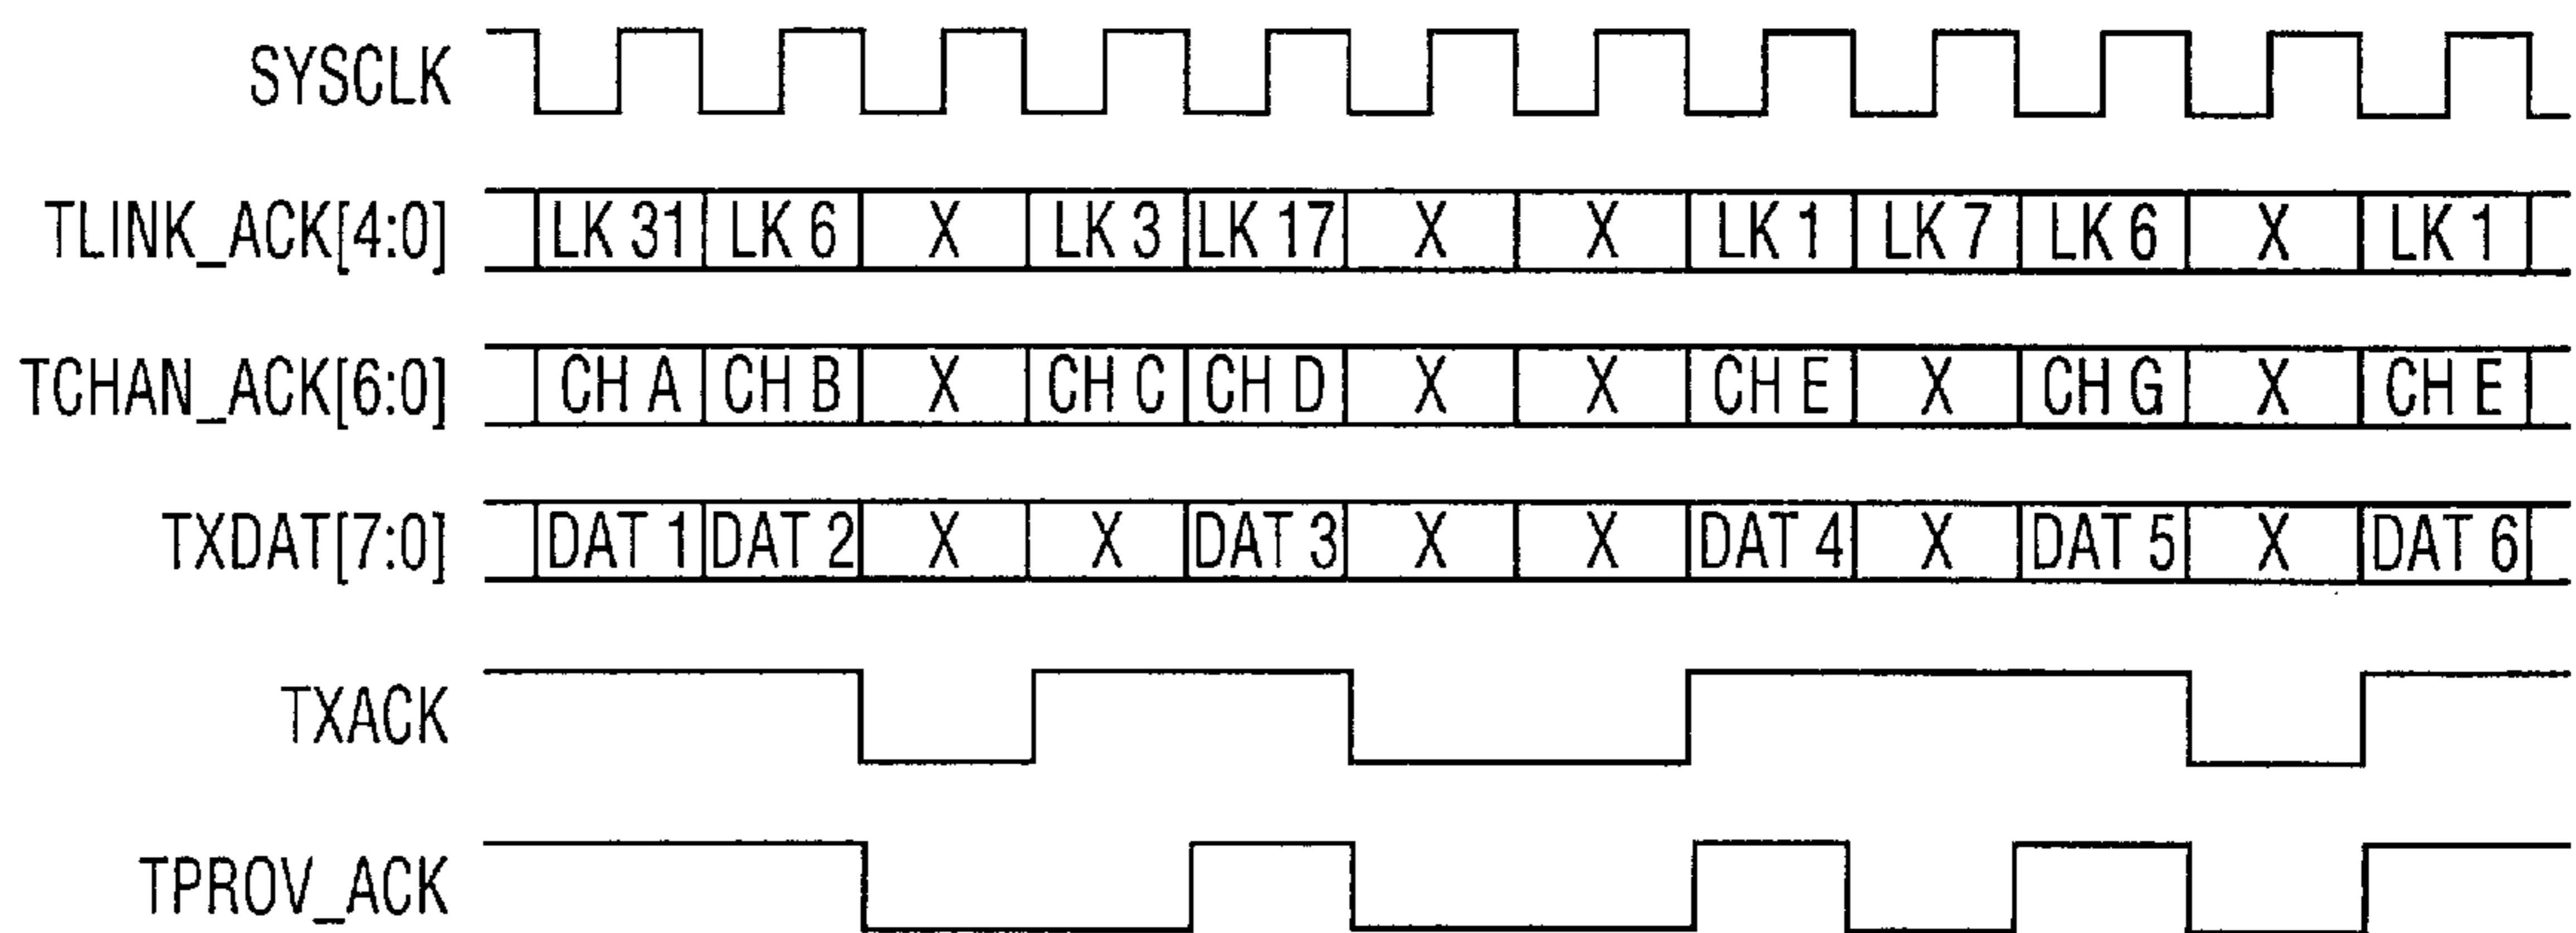 SYSCLK
TLINK_ACK[4:0] LK 31 LK 6 X LK 3 LK 17 X X LK 1 LK 7 LK 6 X LK 1
TCHAN_ACK[6:0] CH A CH B X CH C CH D X X CH E X CH G X CH E
TXDAT[7:0] DAT 1 DAT 2 X X DAT 3 X X DAT 4 X DAT 5 X DAT 6
TXACK
TPROV_ACK